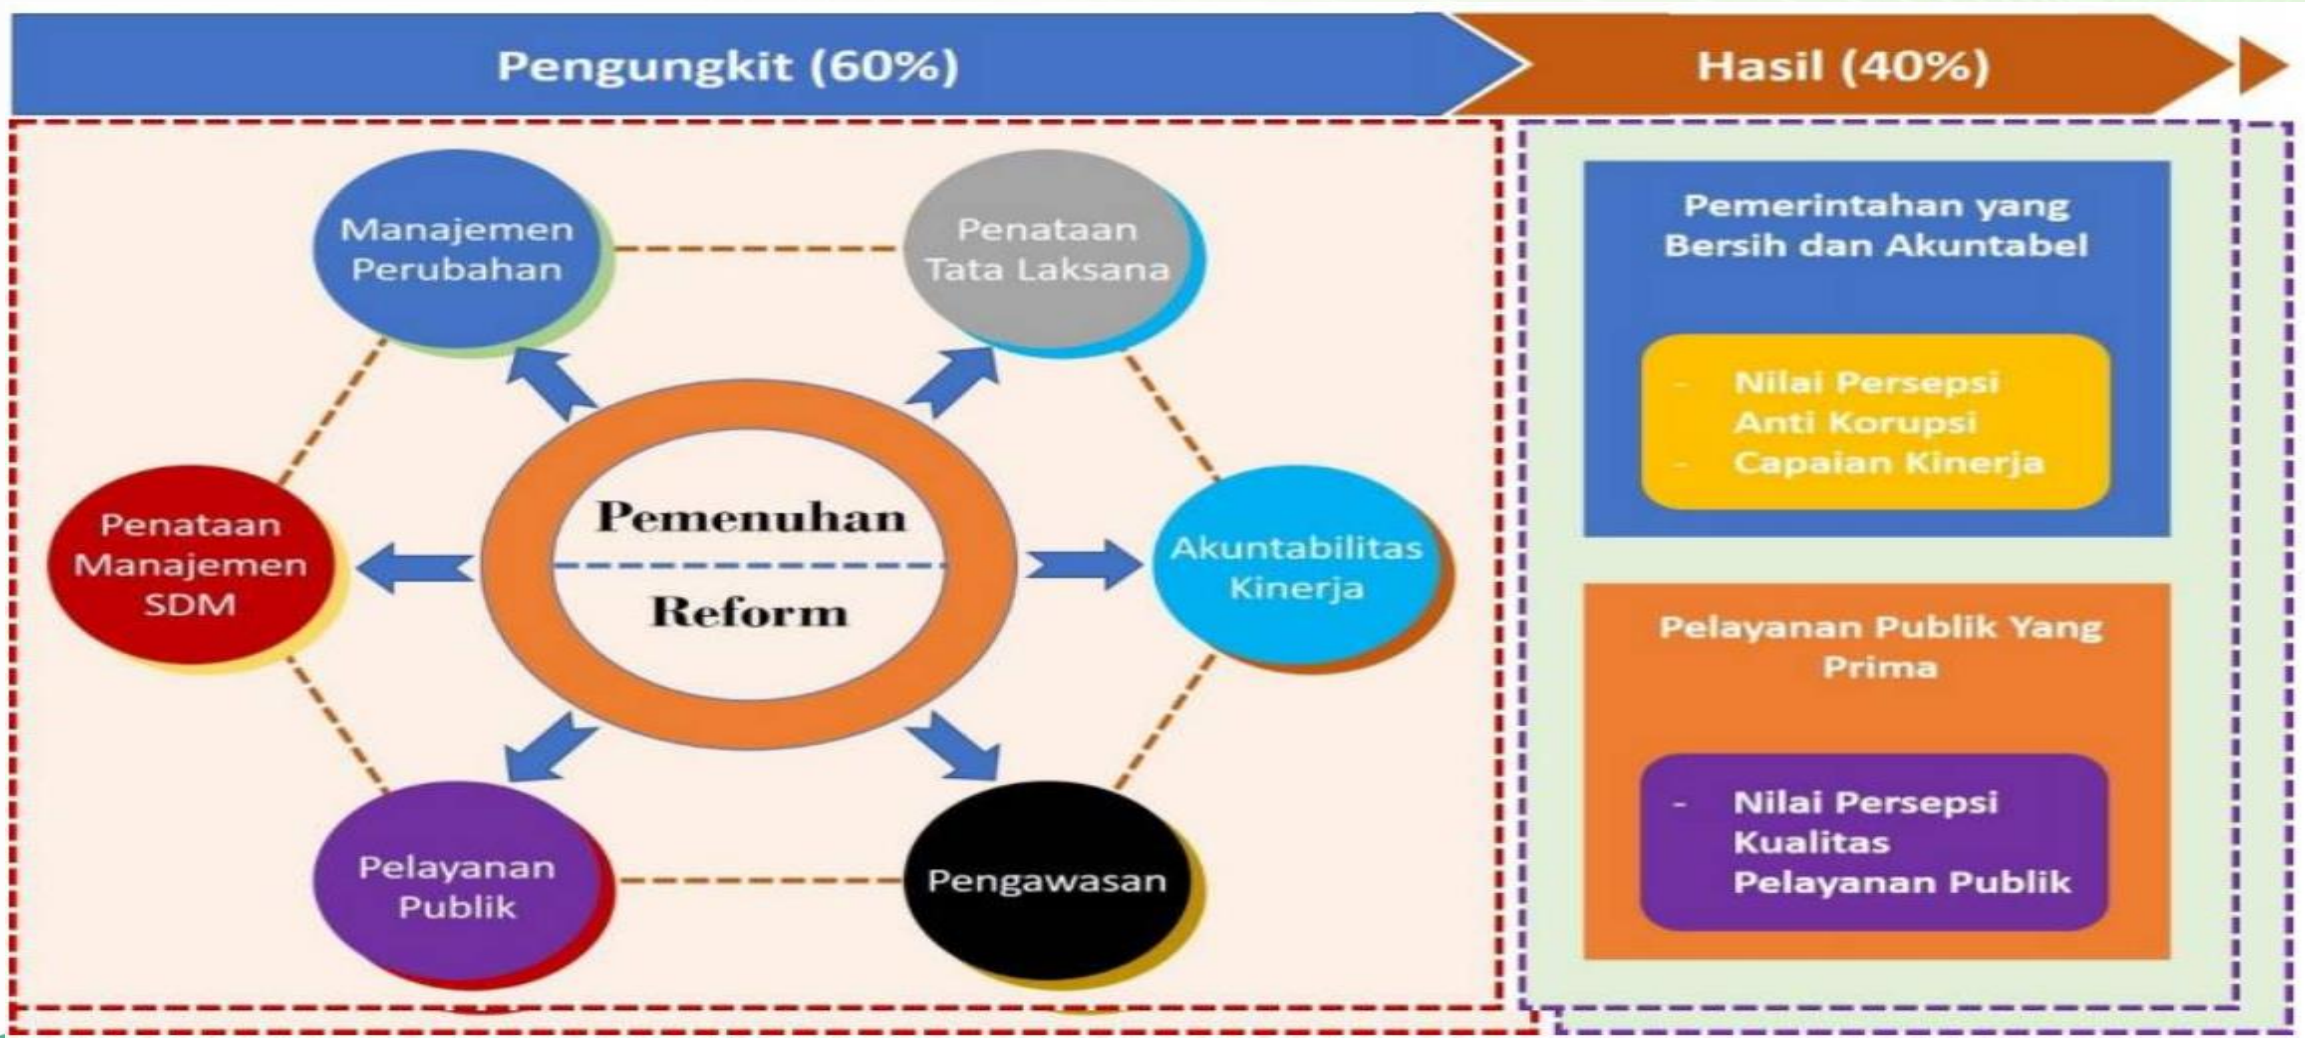 Pengungkit (60%)
Hasil (40%)
Manajemen
Perubahan
Penataan
Tata Laksana
Penataan
Manajemen
SDM
Pemenuhan
Reform
Akuntabilitas
Kinerja
Pelayanan
Publik
Pengawasan
Pemerintahan yang
Bersih dan Akuntabel
- Nilai Persepsi
Anti Korupsi
- Capaian Kinerja
Pelayanan Publik Yang
Prima
- Nilai Persepsi
Kualitas
Pelayanan Publik